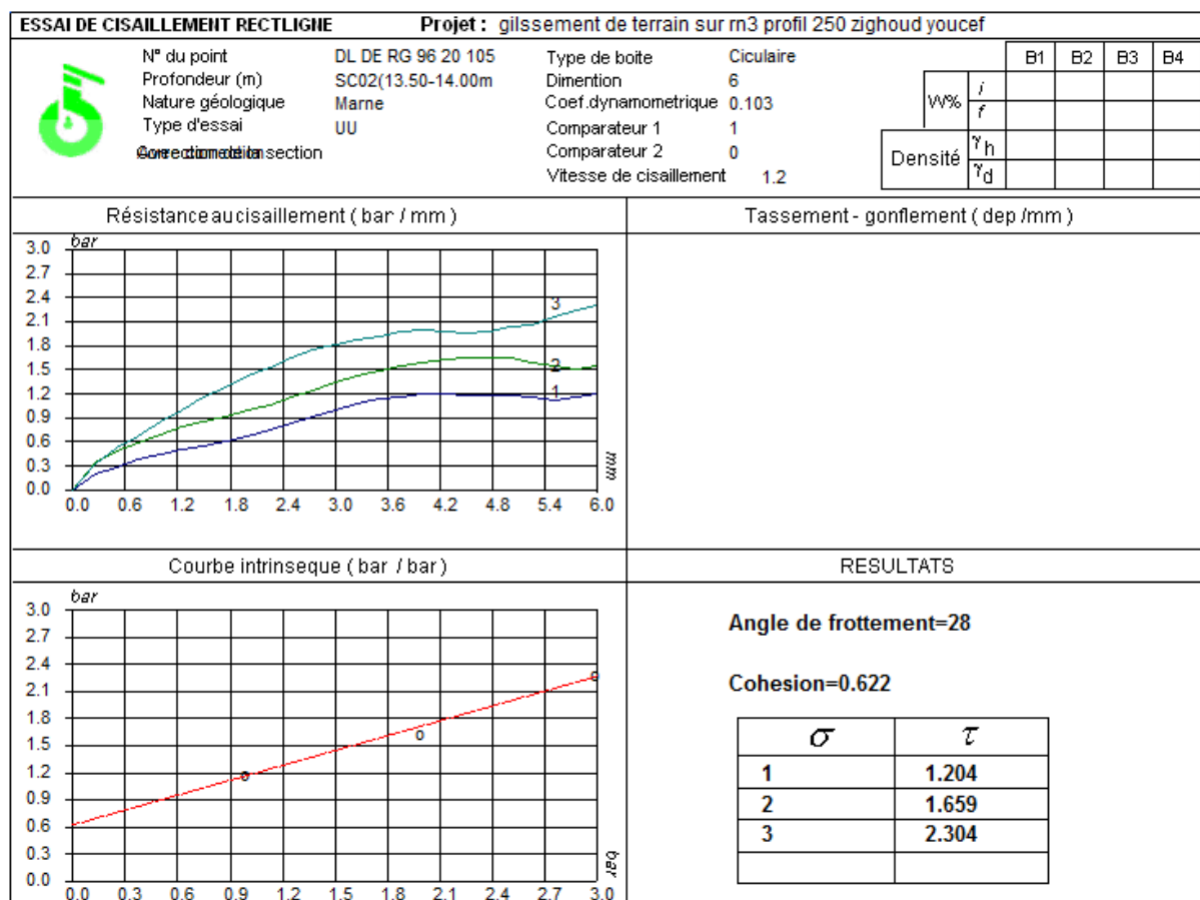 ESSAI DE CISAILLEMENT RECTLIGNE Projet : gilssement de terrain sur rn3 profil 250 zighoud youcef
N° du point DL DE RG 96 20 105
Profondeur (m) SC02(13.50-14.00m
Nature géologique Marne
Type d'essai UU
section
Type de boite Ciculaire
Dimention 6
Coef.dynamometrique 0.103
Comparateur 1 1
Comparateur 2 0
Vitesse de cisaillement 1.2
B1 B2 B3 B4
W% i
f
Densité γh
γd
Résistance au cisaillement ( bar / mm )
bar
3.0
2.7
2.4
2.1
1.8
1.5
1.2
0.9
0.6
0.3
0.0
3
2
1
mm
0.0 0.6 1.2 1.8 2.4 3.0 3.6 4.2 4.8 5.4 6.0
Tassement - gonflement ( dep /mm )
Courbe intrinseque ( bar / bar )
bar
3.0
2.7
2.4
2.1
1.8
1.5
1.2
0.9
0.6
0.3
0.0
bar
0.0 0.3 0.6 0.9 1.2 1.5 1.8 2.1 2.4 2.7 3.0
RESULTATS
Angle de frottement=28
Cohesion=0.622
σ τ
1 1.204
2 1.659
3 2.304